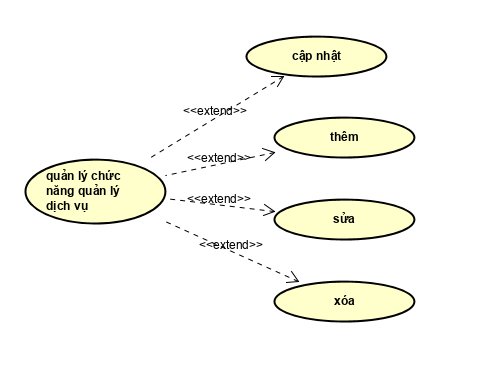 cập nhật
<<extend>>
thêm
<<extend>>
quản lý chức
năng quản lý
dịch vụ
<<extend>>
sửa
<<extend>>
xóa